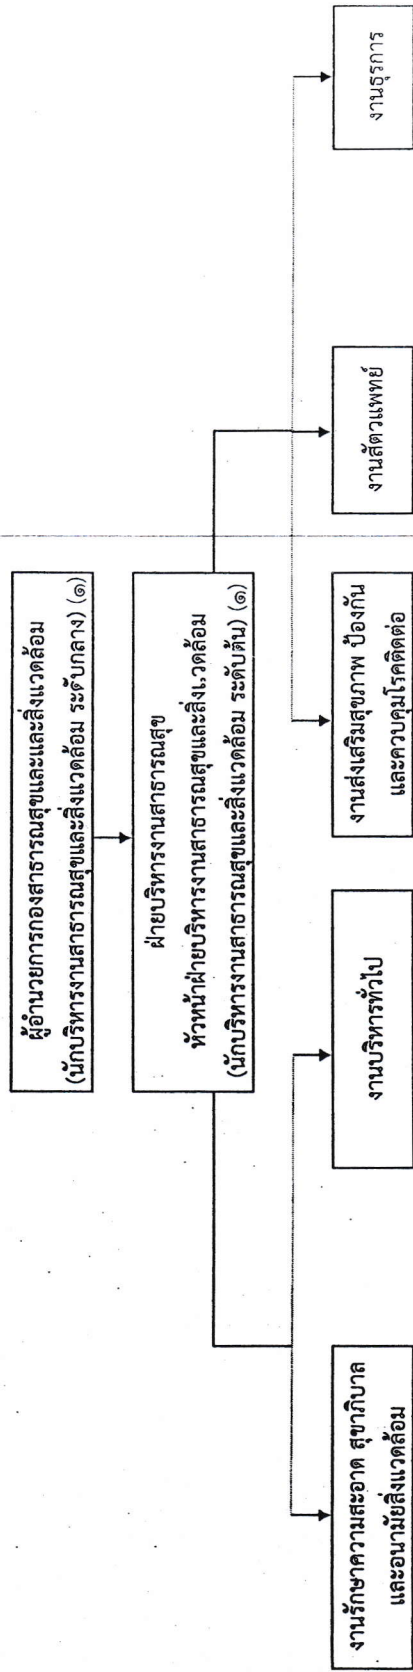 ผู้อำนวยการกองสาธารณสุขและและสิ่งแวดล้อม
(นักบริหารงานสาธารณสุขและสิ่งแวดล้อม ระดับกลาง) (๑)
ฝ่ายบริหารงานสาธารณสุข
หัวหน้าฝ่ายบริหารงานสาธารณสุขและสิ่งแวดล้อม
(นักบริหารงานสาธารณสุขและสิ่งแวดล้อม ระดับต้น) (๑)
งานรักษาความสะอาด สุขาภิบาล
และอนามัยสิ่งแวดล้อม
งานบริหารทั่วไป
งานส่งเสริมสุขภาพ ป้องกัน
และควบคุมโรคติดต่อ
งานสัตวแพทย์
งานธุรการ